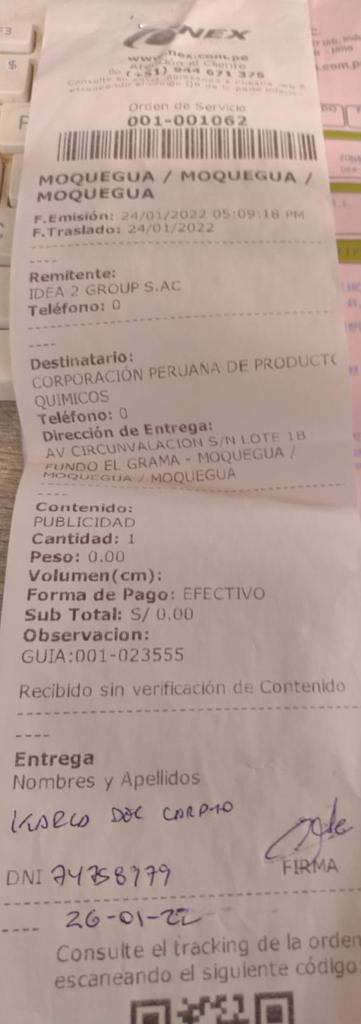 NEX
www.nex.com.pe
Atención al Cliente
(+51) 944 671 375
Orden de Servicio
001-001062
MOQUEGUA / MOQUEGUA /
MOQUEGUA
F.Emisión: 24/01/2022 05:09:18 PM
F.Traslado: 24/01/2022
----
Remitente:
IDEA 2 GROUP S.AC
Teléfono: 0
----
Destinatario:
CORPORACIÓN PERUANA DE PRODUCTO
QUIMICOS
Teléfono: 0
Dirección de Entrega:
AV CIRCUNVALACION S/N LOTE 1B
FUNDO EL GRAMA - MOQUEGUA /
MOQUEGUA / MOQUEGUA
----
Contenido:
PUBLICIDAD
Cantidad: 1
Peso: 0.00
Volumen(cm):
Forma de Pago: EFECTIVO
Sub Total: S/ 0.00
Observacion:
GUIA:001-023555
Recibido sin verificación de Contenido
----
Entrega
Nombres y Apellidos
DEL CARPIO
FIRMA
DNI 74758779
---- 26-01-22
Consulte el tracking de la orden
escaneando el siguiente código